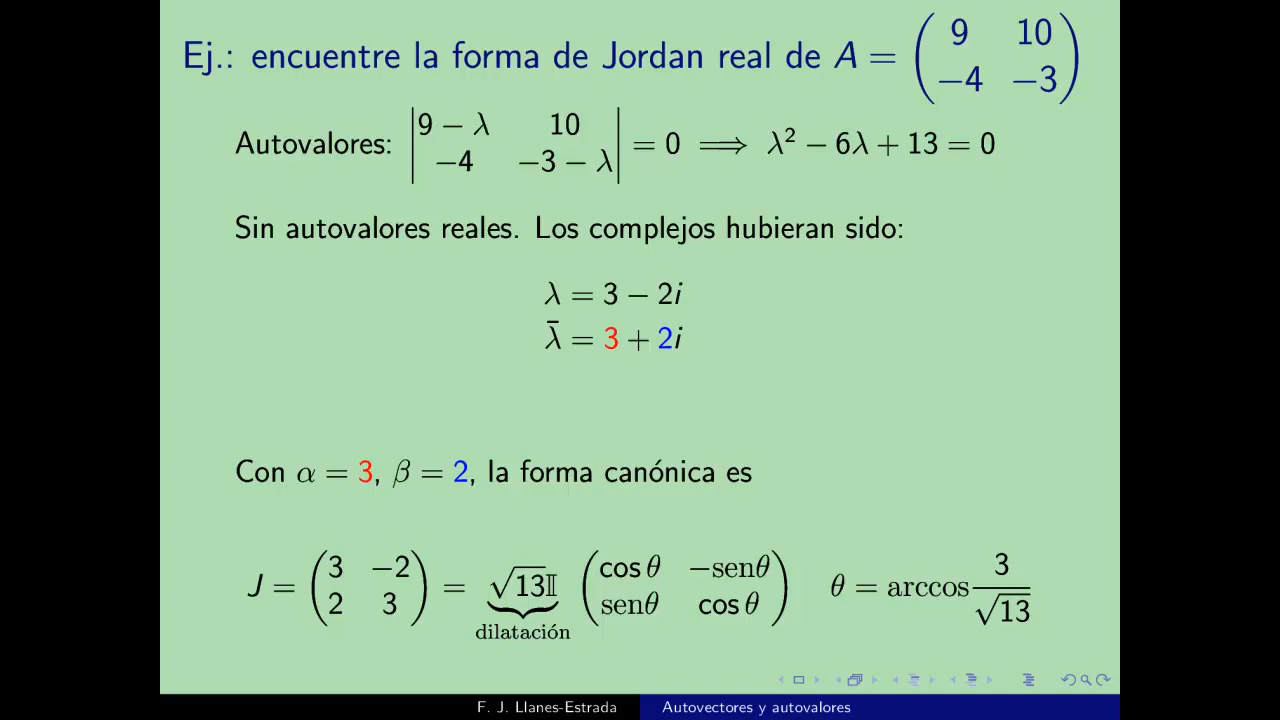 Ej.: encuentre la forma de Jordan real de A = ( 9 10 ; −4 −3 )
Autovalores: | 9 − λ 10 ; −4 −3 − λ | = 0 ⟹ λ² − 6λ + 13 = 0
Sin autovalores reales. Los complejos hubieran sido:
λ = 3 − 2i
λ̄ = 3 + 2i
Con α = 3, β = 2, la forma canónica es
J = ( 3 −2 ; 2 3 ) = √13𝕀 ( cos θ −senθ ; senθ cos θ ) θ = arccos 3/√13
dilatación
F. J. Llanes-Estrada Autovectores y autovalores